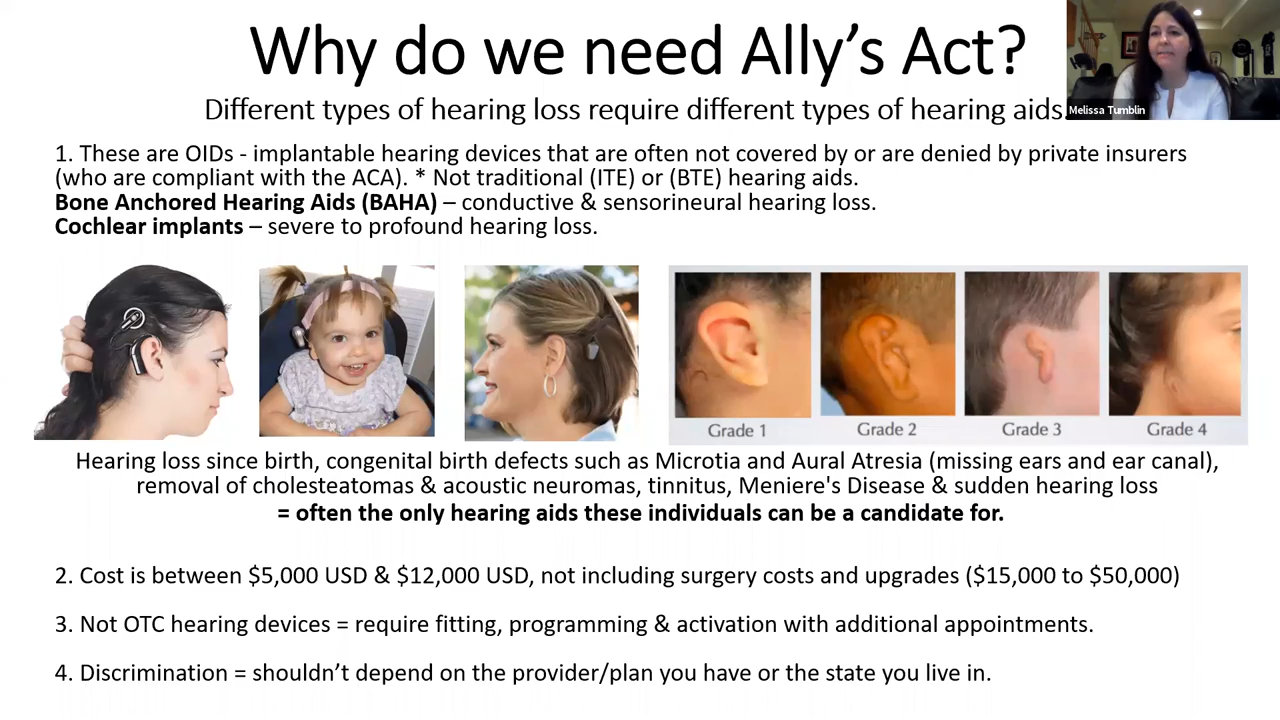 Why do we need Ally's Act?
Different types of hearing loss require different types of hearing aids.
Melissa Tumblin
1. These are OIDs - implantable hearing devices that are often not covered by or are denied by private insurers
(who are compliant with the ACA). * Not traditional (ITE) or (BTE) hearing aids.
Bone Anchored Hearing Aids (BAHA) – conductive & sensorineural hearing loss.
Cochlear implants – severe to profound hearing loss.
Grade 1
Grade 2
Grade 3
Grade 4
Hearing loss since birth, congenital birth defects such as Microtia and Aural Atresia (missing ears and ear canal),
removal of cholesteatomas & acoustic neuromas, tinnitus, Meniere's Disease & sudden hearing loss
= often the only hearing aids these individuals can be a candidate for.
2. Cost is between $5,000 USD & $12,000 USD, not including surgery costs and upgrades ($15,000 to $50,000)
3. Not OTC hearing devices = require fitting, programming & activation with additional appointments.
4. Discrimination = shouldn't depend on the provider/plan you have or the state you live in.